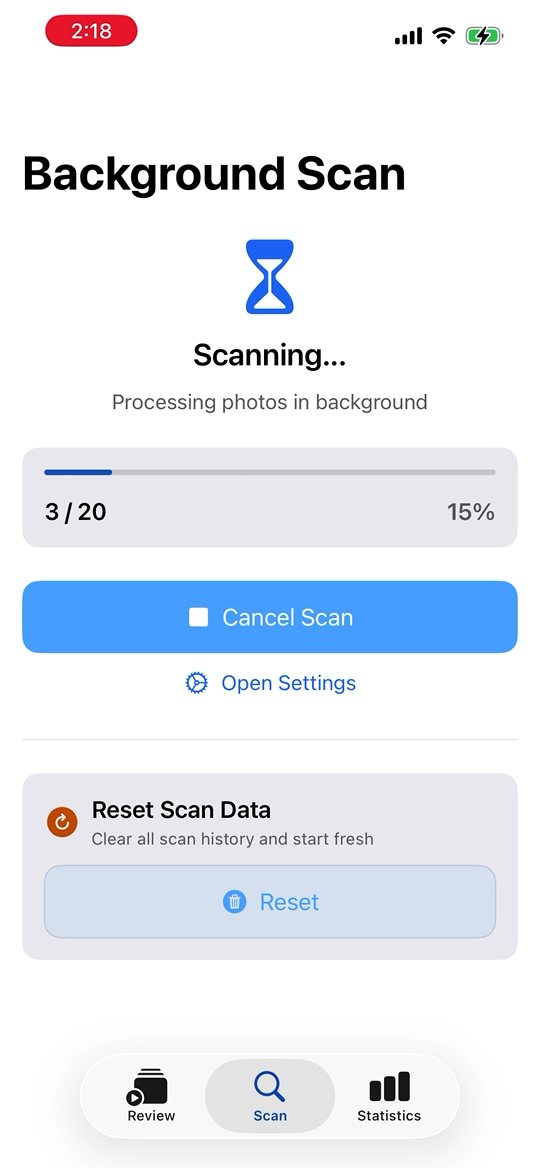 2:18
Background Scan
Scanning...
Processing photos in background
3 / 20
15%
Cancel Scan
Open Settings
Reset Scan Data
Clear all scan history and start fresh
Reset
Review
Scan
Statistics